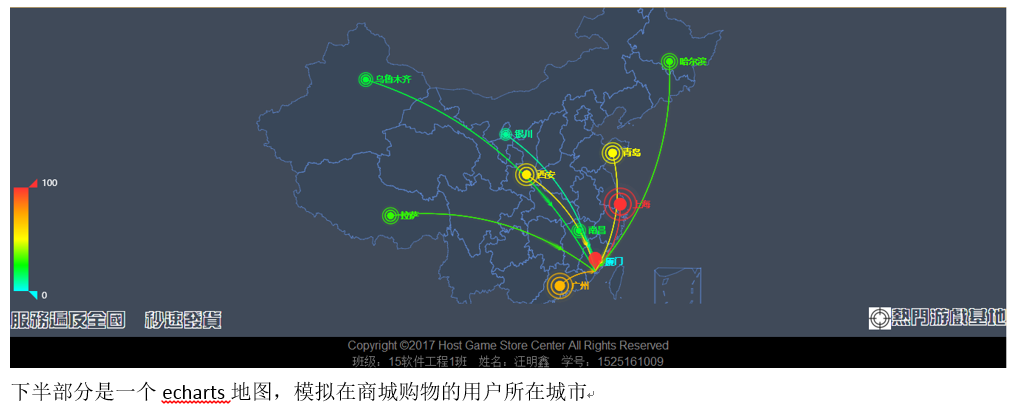 哈尔滨
乌鲁木齐
银川
青岛
西安
100
上海
拉萨
南昌
厦门
广州
0
服務遍及全國 秒速發貨
熱門游戲基地
Copyright ©2017 Host Game Store Center All Rights Reserved
班级：15软件工程1班 姓名：汪明鑫 学号：1525161009
下半部分是一个 echarts 地图，模拟在商城购物的用户所在城市